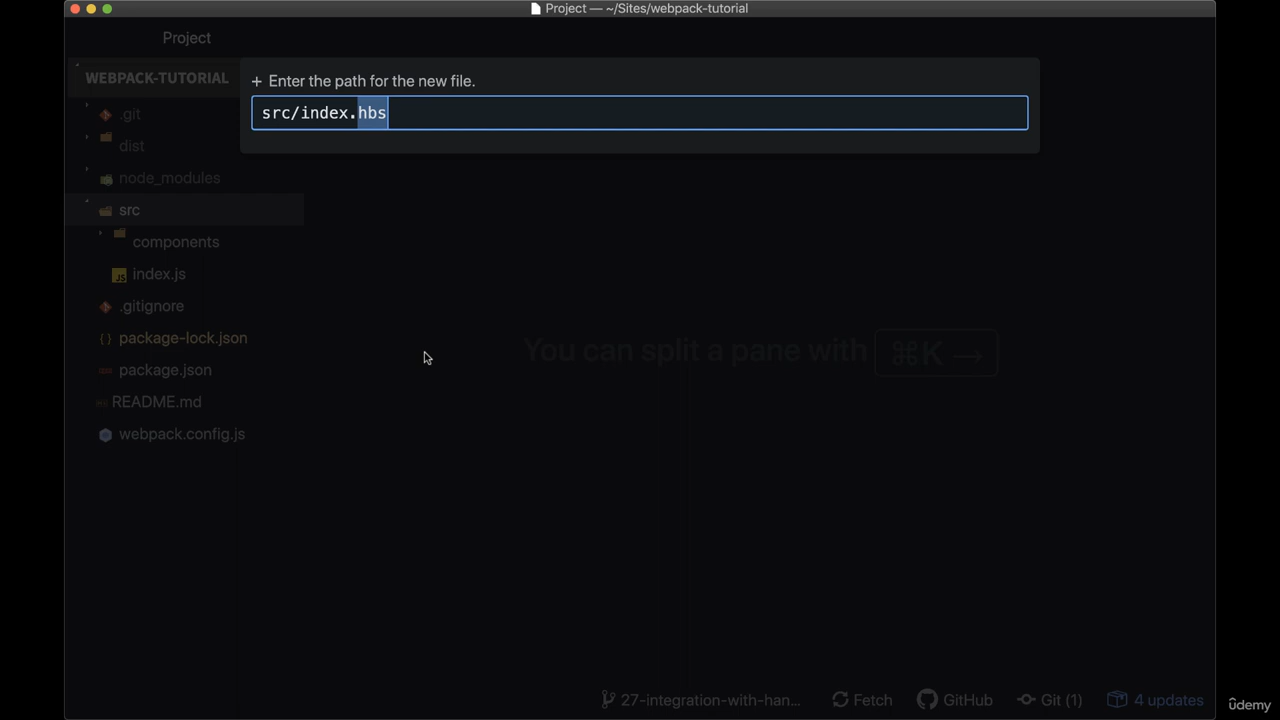 Project — ~/Sites/webpack-tutorial
Project
WEBPACK-TUTORIAL
+ Enter the path for the new file.
src/index.hbs
.git
dist
node_modules
src
components
JS index.js
.gitignore
{} package-lock.json
package.json
README.md
webpack.config.js
You can split a pane with ⌘K →
27-integration-with-han...
Fetch
GitHub
Git (1)
4 updates
ûdemy